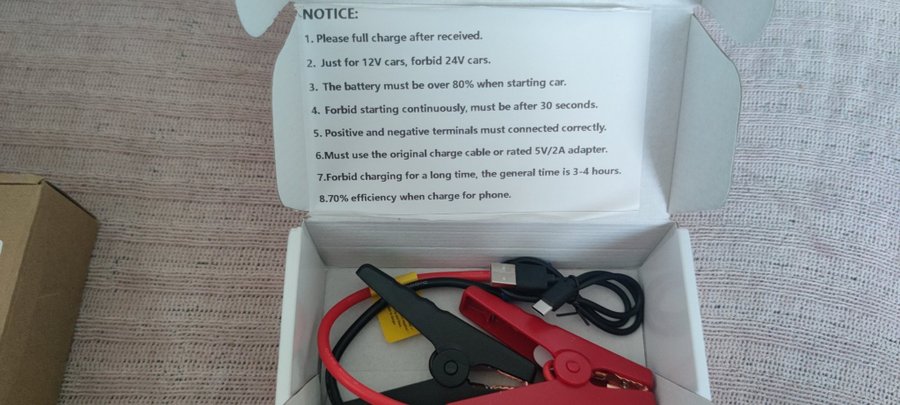 NOTICE:
1. Please full charge after received.
2. Just for 12V cars, forbid 24V cars.
3. The battery must be over 80% when starting car.
4. Forbid starting continuously, must be after 30 seconds.
5. Positive and negative terminals must connected correctly.
6.Must use the original charge cable or rated 5V/2A adapter.
7.Forbid charging for a long time, the general time is 3-4 hours.
8.70% efficiency when charge for phone.